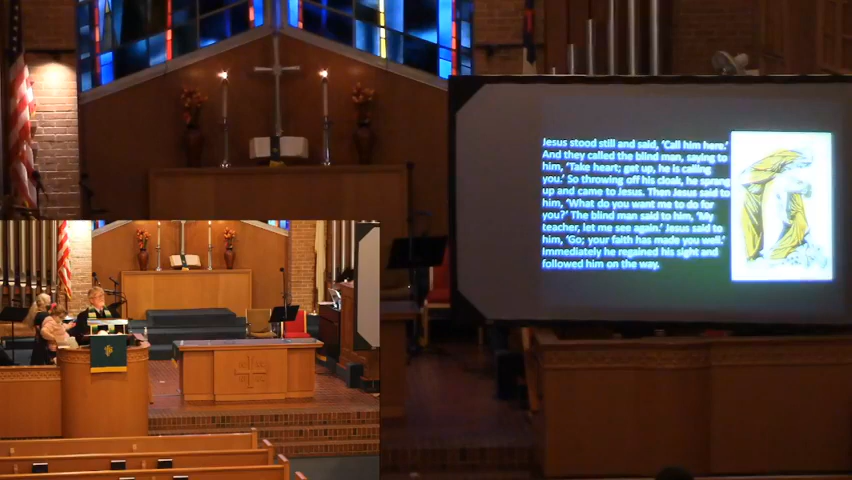 Jesus stood still and said, ‘Call him here.’
And they called the blind man, saying to
him, ‘Take heart; get up, he is calling
you.’ So throwing off his cloak, he sprang
up and came to Jesus. Then Jesus said to
him, ‘What do you want me to do for
you?’ The blind man said to him, ‘My
teacher, let me see again.’ Jesus said to
him, ‘Go; your faith has made you well.’
Immediately he regained his sight and
followed him on the way.